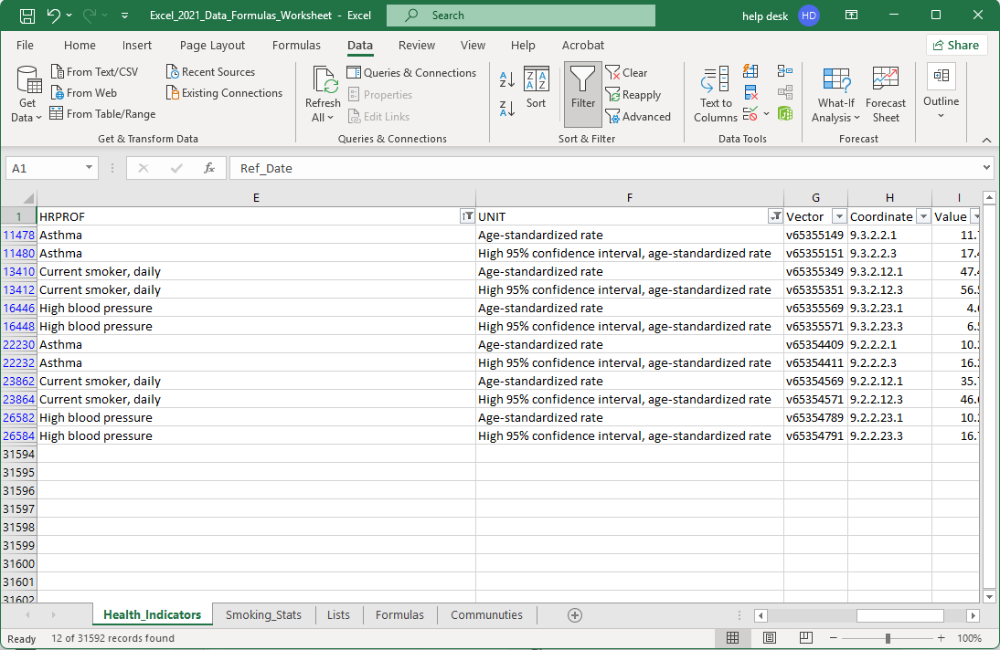 Excel_2021_Data_Formulas_Worksheet - Excel
Search
help desk HD
File Home Insert Page Layout Formulas Data Review View Help Acrobat Share
Get Data
From Text/CSV
From Web
From Table/Range
Recent Sources
Existing Connections
Get & Transform Data
Refresh All
Queries & Connections
Properties
Edit Links
Queries & Connections
Sort
Filter
Clear
Reapply
Advanced
Sort & Filter
Text to Columns
Data Tools
What-If Analysis
Forecast Sheet
Forecast
Outline
A1 fx Ref_Date
E F G H I
1 HRPROF UNIT Vector Coordinate Value
11478 Asthma Age-standardized rate v65355149 9.3.2.2.1 11.
11480 Asthma High 95% confidence interval, age-standardized rate v65355151 9.3.2.2.3 17.
13410 Current smoker, daily Age-standardized rate v65355349 9.3.2.12.1 47.
13412 Current smoker, daily High 95% confidence interval, age-standardized rate v65355351 9.3.2.12.3 56.
16446 High blood pressure Age-standardized rate v65355569 9.3.2.23.1 4.
16448 High blood pressure High 95% confidence interval, age-standardized rate v65355571 9.3.2.23.3 6.
22230 Asthma Age-standardized rate v65354409 9.2.2.2.1 10.
22232 Asthma High 95% confidence interval, age-standardized rate v65354411 9.2.2.2.3 16.
23862 Current smoker, daily Age-standardized rate v65354569 9.2.2.12.1 35.
23864 Current smoker, daily High 95% confidence interval, age-standardized rate v65354571 9.2.2.12.3 46.
26582 High blood pressure Age-standardized rate v65354789 9.2.2.23.1 10.
26584 High blood pressure High 95% confidence interval, age-standardized rate v65354791 9.2.2.23.3 16.
31594
31595
31596
31597
31598
31599
31600
31601
31602
Health_Indicators Smoking_Stats Lists Formulas Communuties
Ready 12 of 31592 records found 100%